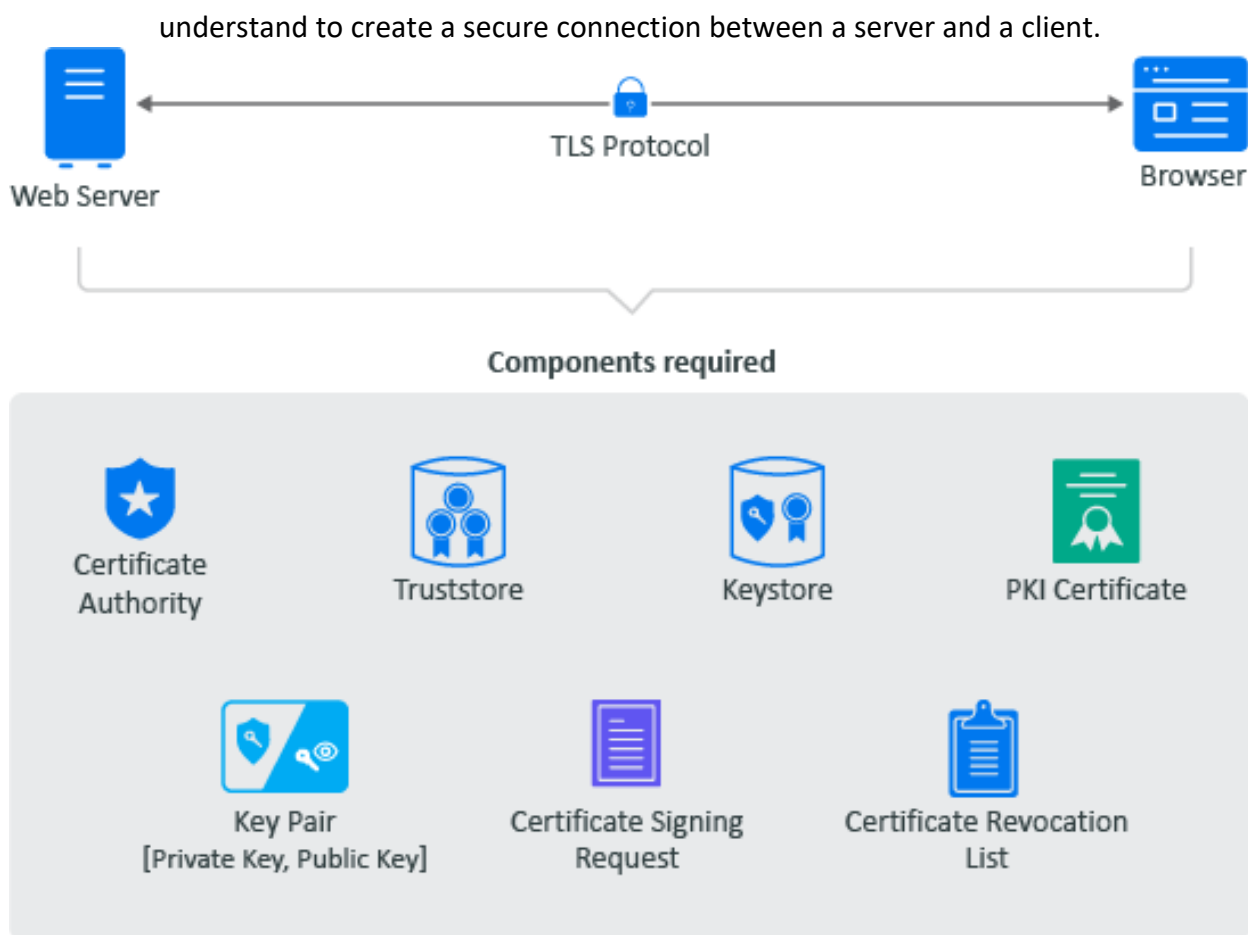 understand to create a secure connection between a server and a client.
TLS Protocol
Web Server
Browser
Components required
Certificate
Authority
Truststore
Keystore
PKI Certificate
Key Pair
[Private Key, Public Key]
Certificate Signing
Request
Certificate Revocation
List